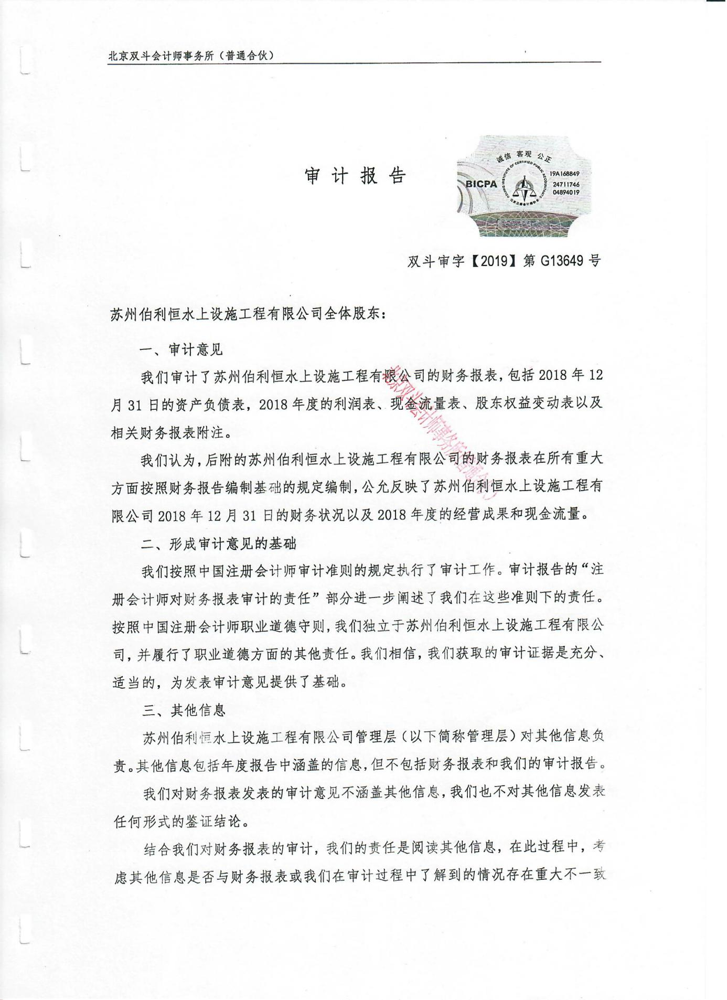 北京双斗会计师事务所（普通合伙）
审计报告
诚信 客观 公正
BEIJING INSTITUTE OF CERTIFIED PUBLIC ACCOUNTANTS
北京注册会计师协会
BICPA
19A168849
24711746
04894019
双斗审字【2019】第 G13649 号
苏州伯利恒水上设施工程有限公司全体股东：
一、审计意见
我们审计了苏州伯利恒水上设施工程有限公司的财务报表，包括 2018 年 12
月 31 日的资产负债表，2018 年度的利润表、现金流量表、股东权益变动表以及
相关财务报表附注。
我们认为，后附的苏州伯利恒水上设施工程有限公司的财务报表在所有重大
方面按照财务报告编制基础的规定编制，公允反映了苏州伯利恒水上设施工程有
限公司 2018 年 12 月 31 日的财务状况以及 2018 年度的经营成果和现金流量。
北京双斗会计师事务所（普通合伙）
二、形成审计意见的基础
我们按照中国注册会计师审计准则的规定执行了审计工作。审计报告的“注
册会计师对财务报表审计的责任”部分进一步阐述了我们在这些准则下的责任。
按照中国注册会计师职业道德守则，我们独立于苏州伯利恒水上设施工程有限公
司，并履行了职业道德方面的其他责任。我们相信，我们获取的审计证据是充分、
适当的，为发表审计意见提供了基础。
三、其他信息
苏州伯利恒水上设施工程有限公司管理层（以下简称管理层）对其他信息负
责。其他信息包括年度报告中涵盖的信息，但不包括财务报表和我们的审计报告。
我们对财务报表发表的审计意见不涵盖其他信息，我们也不对其他信息发表
任何形式的鉴证结论。
结合我们对财务报表的审计，我们的责任是阅读其他信息，在此过程中，考
虑其他信息是否与财务报表或我们在审计过程中了解到的情况存在重大不一致